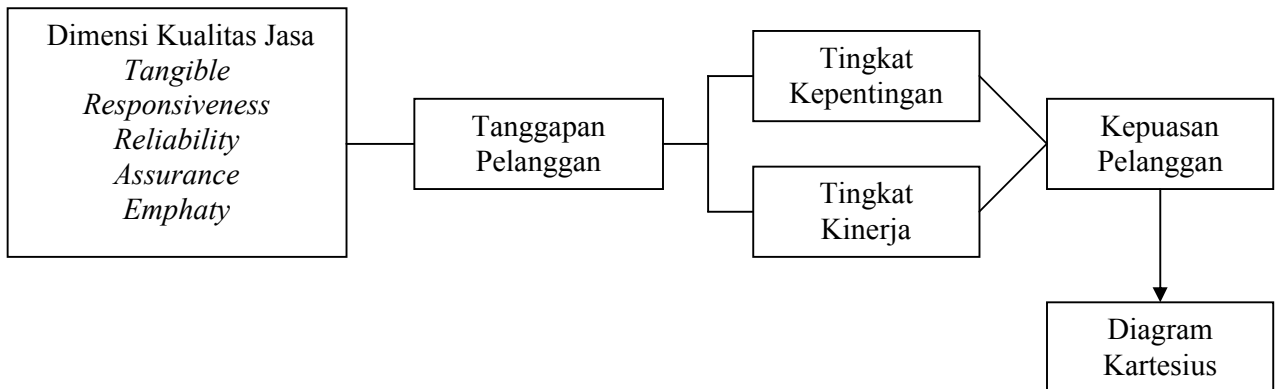 Dimensi Kualitas Jasa
Tangible
Responsiveness
Reliability
Assurance
Emphaty
Tanggapan
Pelanggan
Tingkat
Kepentingan
Tingkat
Kinerja
Kepuasan
Pelanggan
Diagram
Kartesius